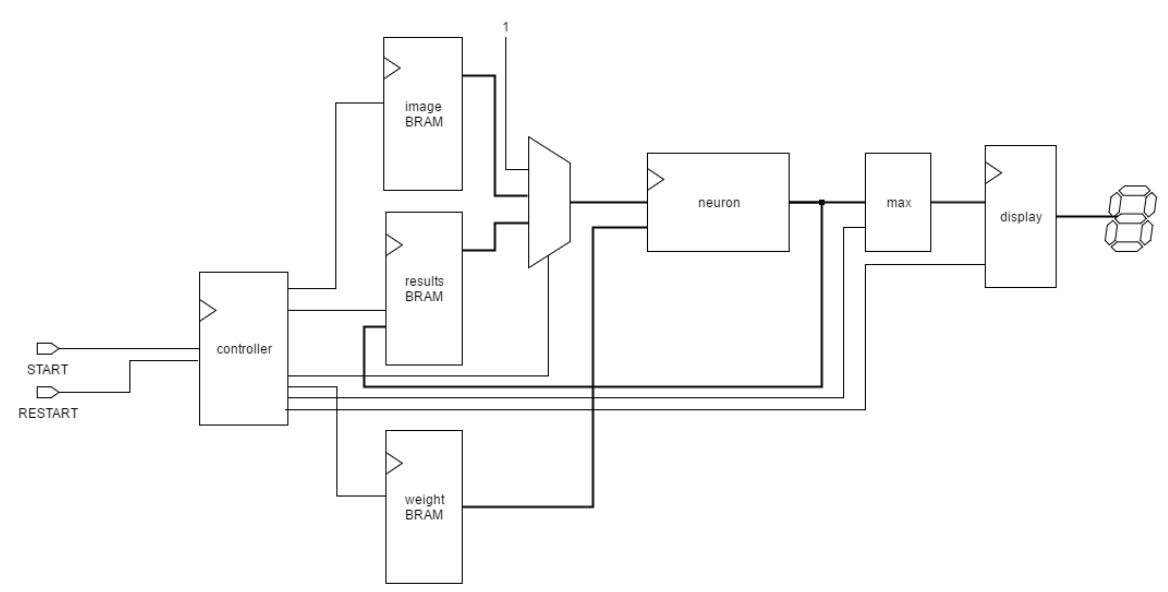 1
image
BRAM
neuron
max
display
results
BRAM
controller
START
RESTART
weight
BRAM